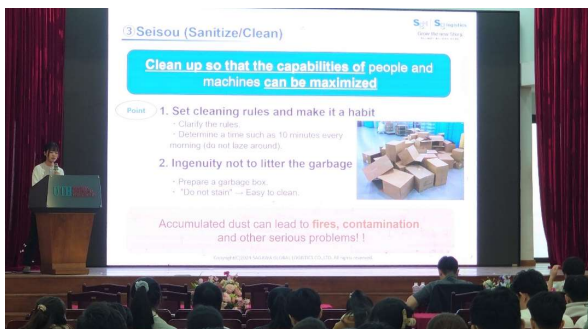 ③Seisou (Sanitize/Clean)
Clean up so that the capabilities of people and
machines can be maximized
Point
1. Set cleaning rules and make it a habit
- Clarify the rules.
- Determine a time such as 10 minutes every
morning (do not laze around).
2. Ingenuity not to litter the garbage
- Prepare a garbage box.
- "Do not stain" → Easy to clean.
Accumulated dust can lead to fires, contamination
and other serious problems! !